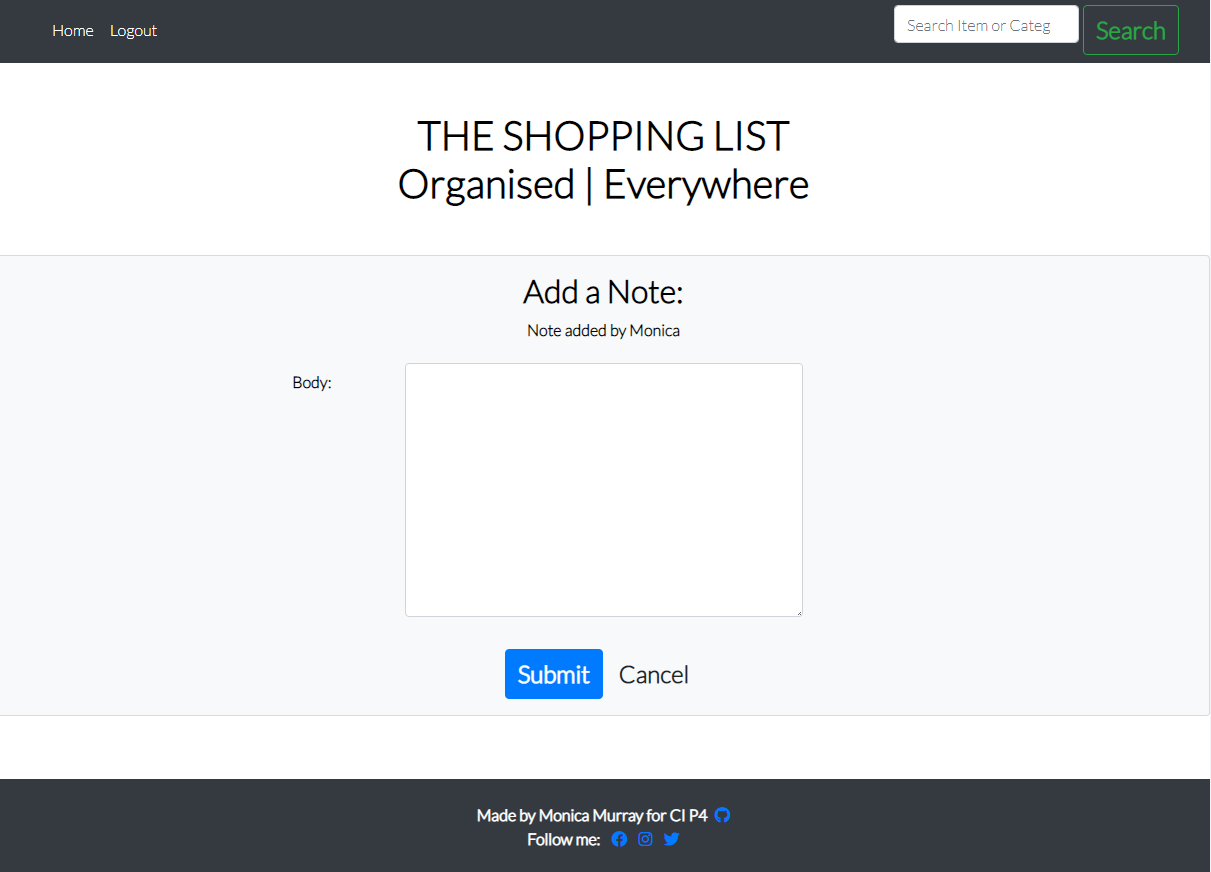 Home Logout Search Item or Categ Search
THE SHOPPING LIST
Organised | Everywhere
Add a Note:
Note added by Monica
Body:
Submit Cancel
Made by Monica Murray for CI P4
Follow me: